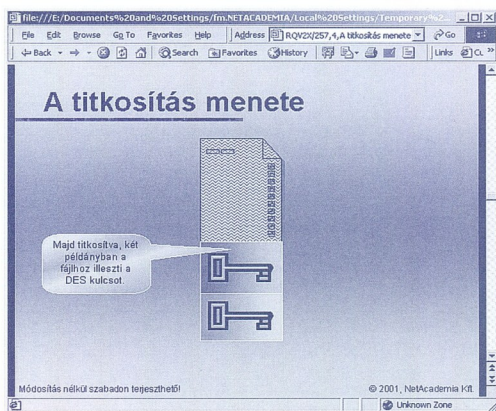 file:///E:/Documents%20and%20Settings/fm.NETACADEMIA/Local%20Settings/Temporary%2...
File Edit Browse Go To Favorites Help Address RQV2X/257,4,A titkosítás menete Go
Back Search Favorites History Links
A titkosítás menete
Majd titkosítva, két
példányban a
fájlhoz illeszti a
DES kulcsot.
Módosítás nélkül szabadon terjeszthető!
© 2001, NetAcademia Kft.
Unknown Zone